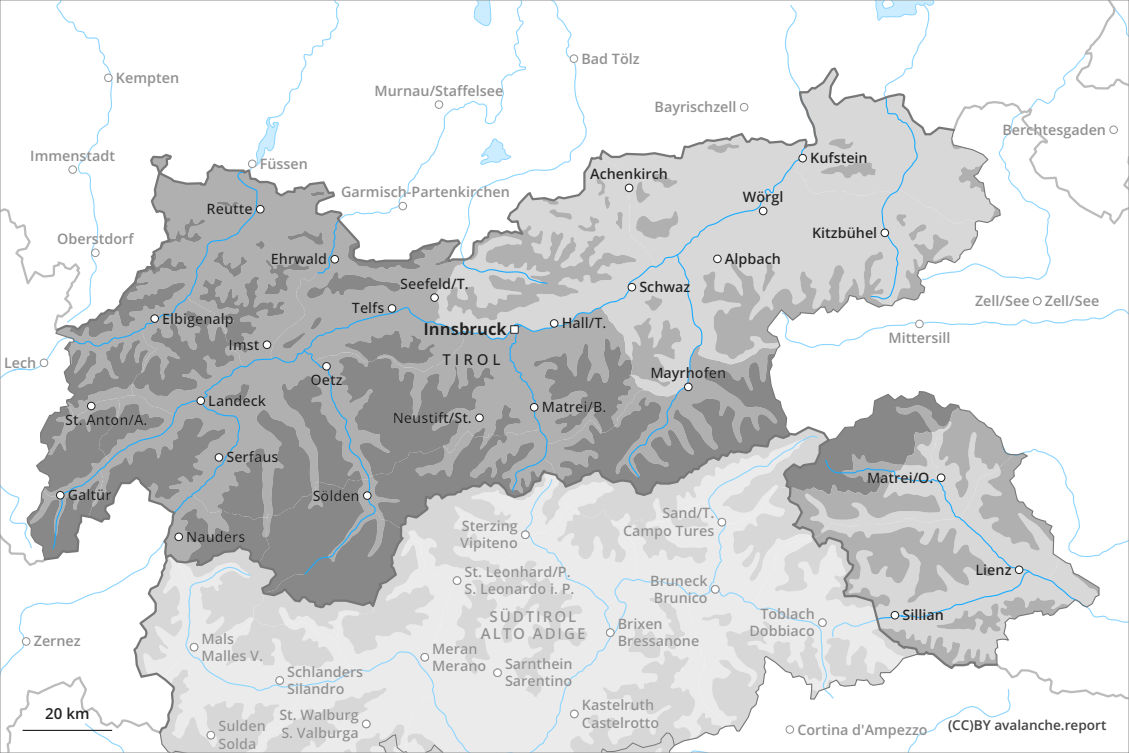 Kempten
Bad Tölz
Murnau/Staffelsee
Bayrischzell
Berchtesgaden
Immenstadt
Füssen
Kufstein
Achenkirch
Garmisch-Partenkirchen
Wörgl
Reutte
Kitzbühel
Oberstdorf
Ehrwald
Alpbach
Seefeld/T.
Schwaz
Zell/See
Zell/See
Telfs
Elbigenalp
Innsbruck
Hall/T.
Mittersill
Imst
TIROL
Lech
Oetz
Mayrhofen
Landeck
St. Anton/A.
Neustift/St.
Matrei/B.
Serfaus
Matrei/O.
Galtür
Sölden
Sand/T.
Campo Tures
Sterzing
Vipiteno
Nauders
Lienz
St. Leonhard/P.
S. Leonardo i. P.
Bruneck
Brunico
SÜDTIROL
ALTO ADIGE
Toblach
Dobbiaco
Sillian
Brixen
Bressanone
Zernez
Mals
Malles V.
Meran
Merano
Sarnthein
Sarentino
Schlanders
Silandro
Kastelruth
Castelrotto
20 km
St. Walburg
S. Valburga
Sulden
Solda
Cortina d'Ampezzo
(CC)BY avalanche.report